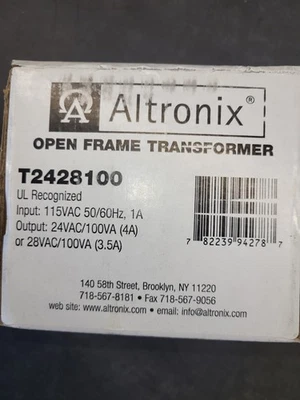 Altronix®
OPEN FRAME TRANSFORMER
T2428100
UL Recognized
Input: 115VAC 50/60Hz, 1A
Output: 24VAC/100VA (4A)
or 28VAC/100VA (3.5A)
7 82239 94278 7
140 58th Street, Brooklyn, NY 11220
718-567-8181 • Fax 718-567-9056
web site: www.altronix.com • email: info@altronix.com